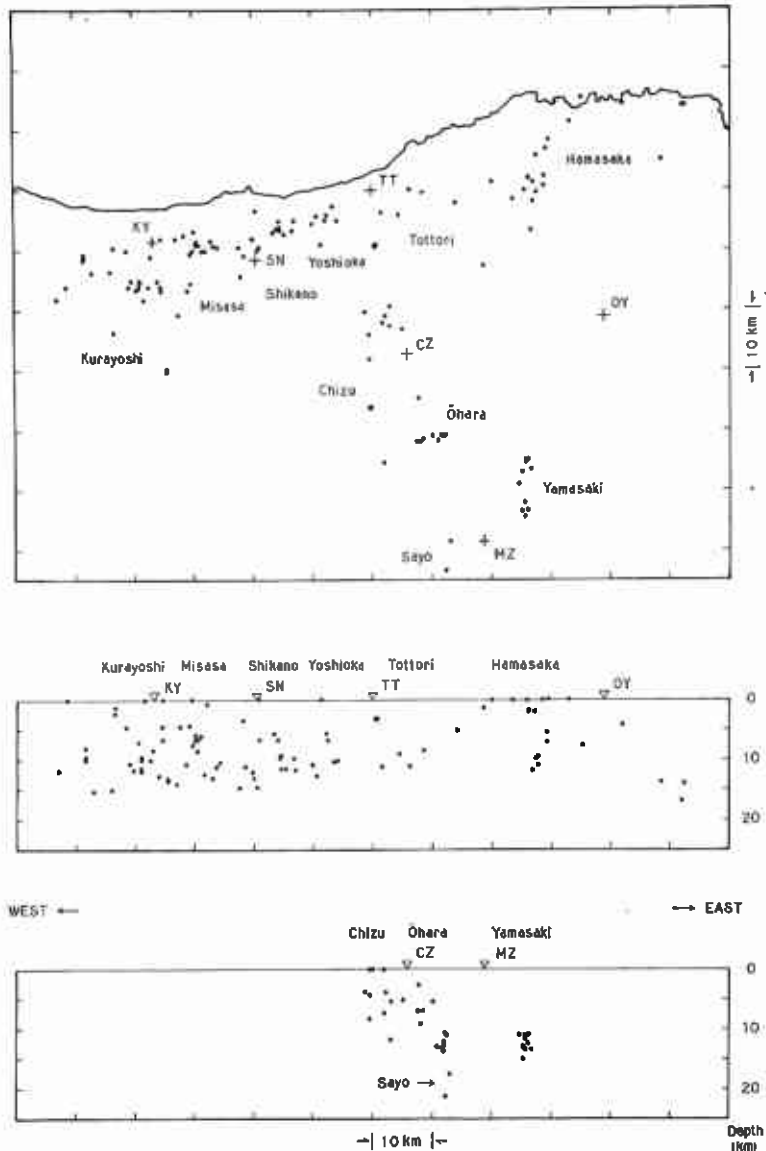 Hamasaka
TT
KY
Tottori
SN
Yoshioka
Shikano
Misasa
OY
10 km
CZ
Kurayoshi
Chizu
Ōhara
Yamasaki
Sayo
MZ
Kurayoshi Misasa Shikano Yoshioka Tottori Hamasaka
KY SN TT OY
0
10
20
WEST ← → EAST
Chizu Ōhara Yamasaki
CZ MZ
0
10
Sayo →
20
10 km
Depth
(km)